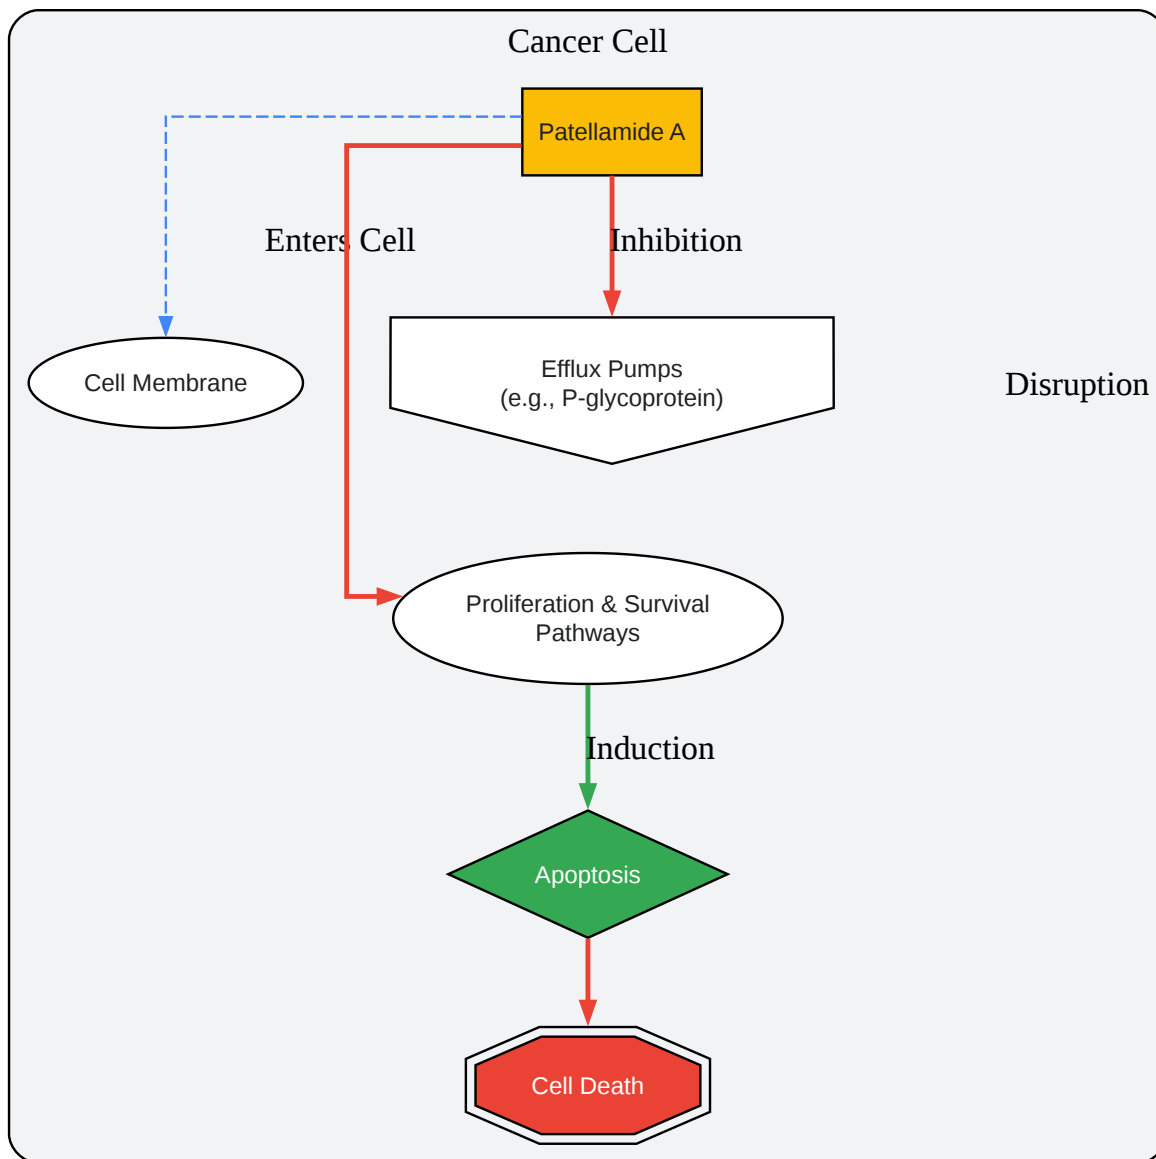 Cancer Cell
Patellamide A
Enters Cell
Inhibition
Cell Membrane
Efflux Pumps
(e.g., P-glycoprotein)
Disruption
Proliferation & Survival
Pathways
Induction
Apoptosis
Cell Death